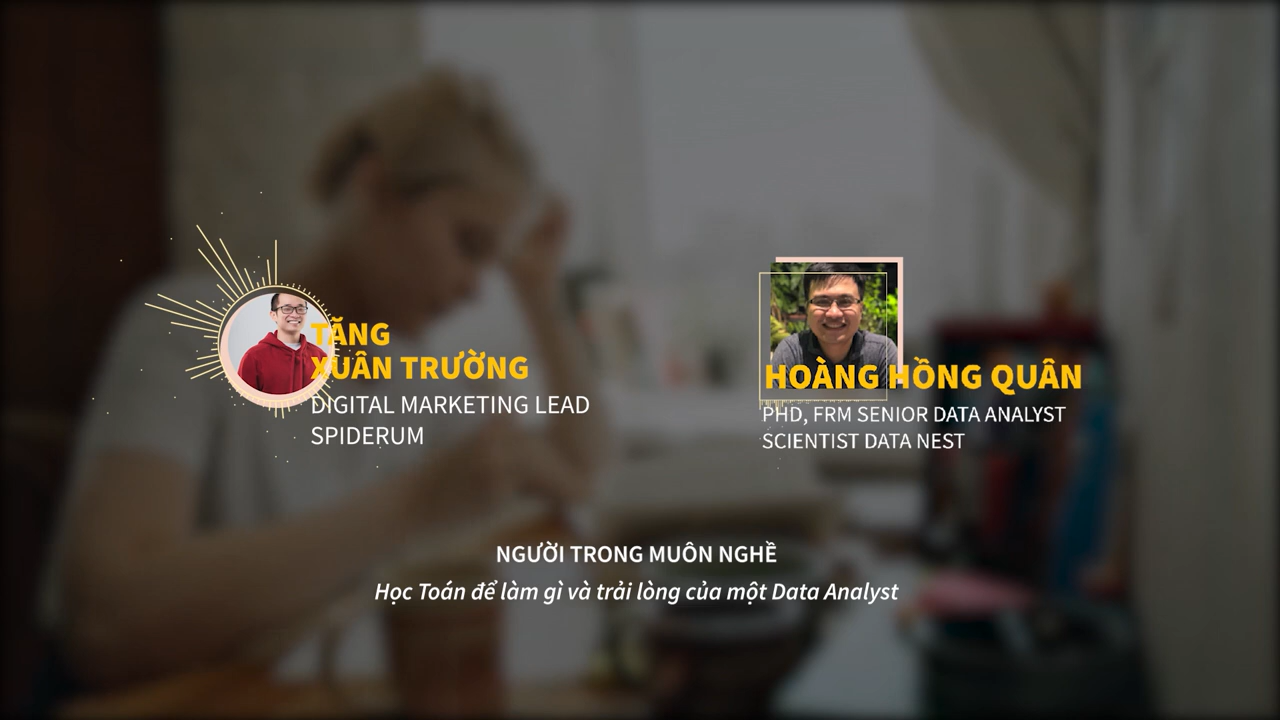 TĂNG
XUÂN TRƯỜNG
DIGITAL MARKETING LEAD
SPIDERUM
HOÀNG HỒNG QUÂN
PHD, FRM SENIOR DATA ANALYST
SCIENTIST DATA NEST
NGƯỜI TRONG MUÔN NGHỀ
Học Toán để làm gì và trải lòng của một Data Analyst